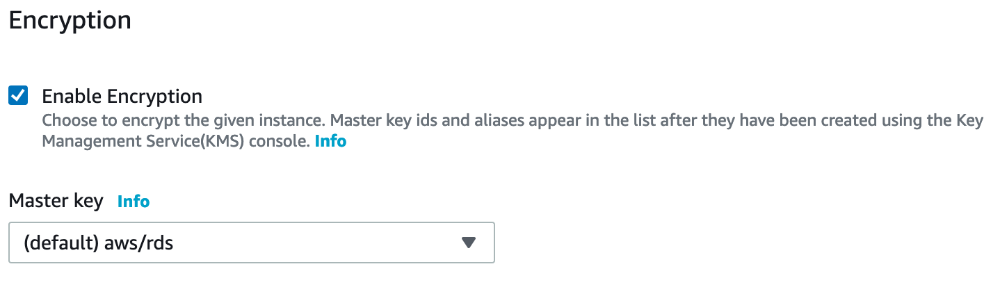 Encryption
Enable Encryption
Choose to encrypt the given instance. Master key ids and aliases appear in the list after they have been created using the Key
Management Service(KMS) console. Info
Master key Info
(default) aws/rds